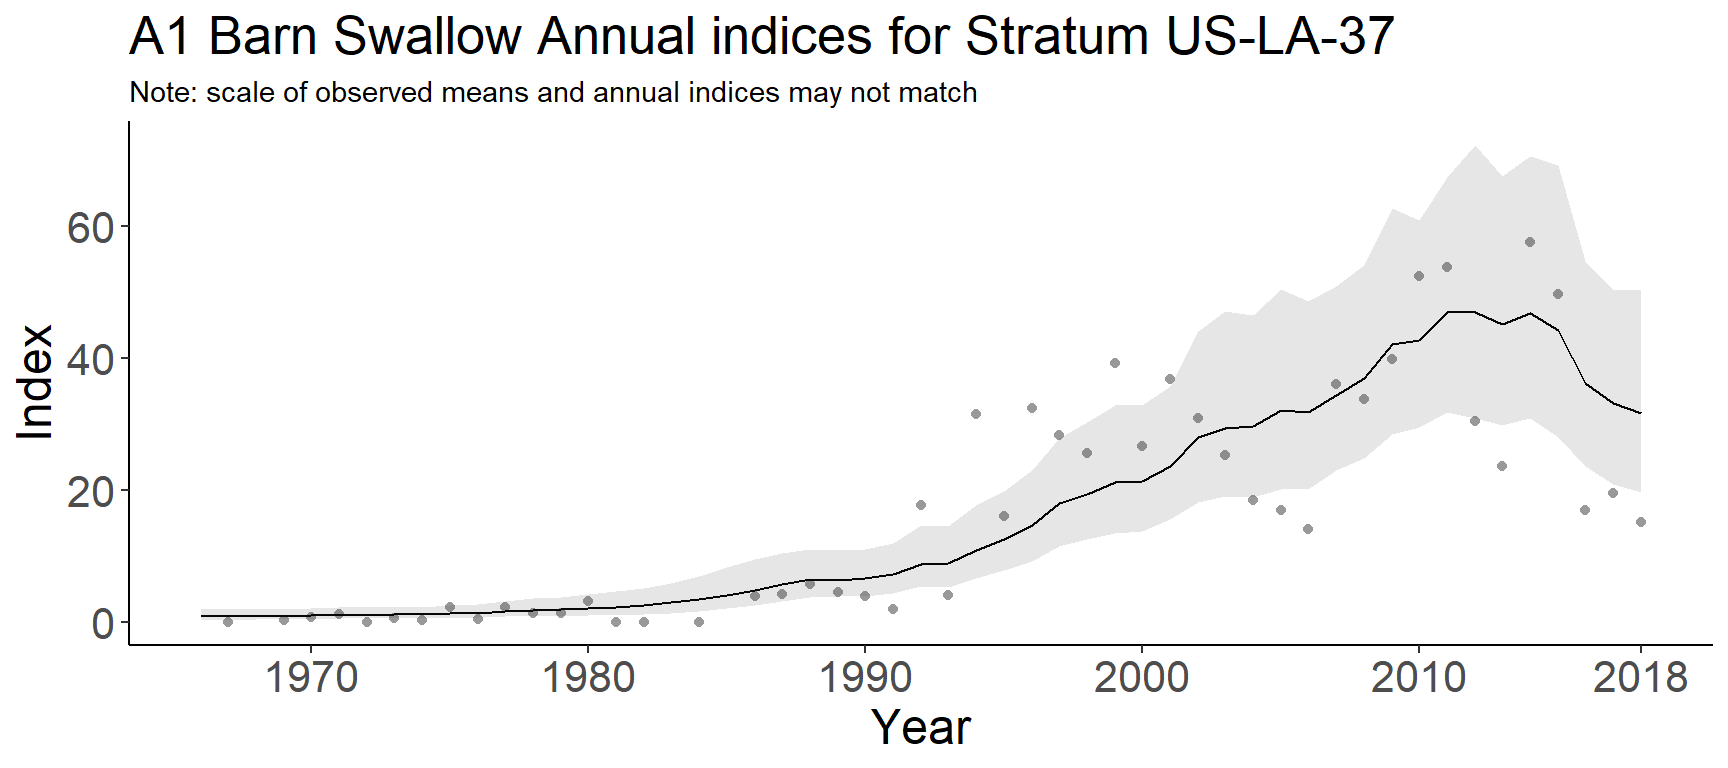 A1 Barn Swallow Annual indices for Stratum US-LA-37
Note: scale of observed means and annual indices may not match
Index
60
40
20
0
1970 1980 1990 2000 2010 2018
Year